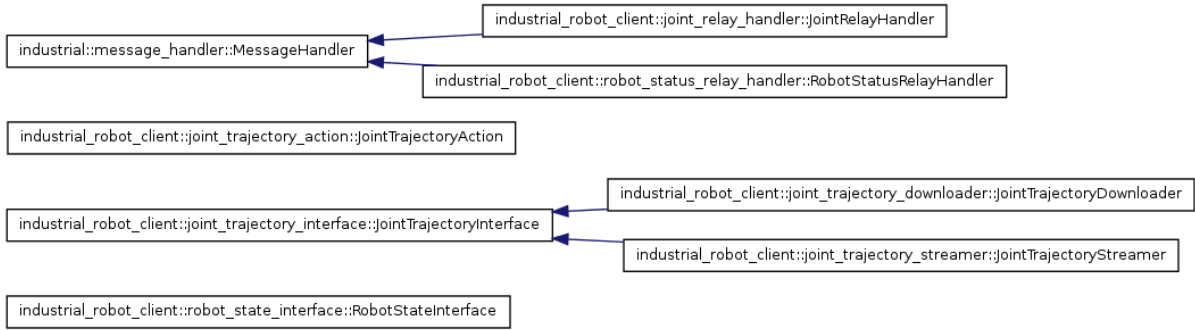 industrial_robot_client::joint_relay_handler::JointRelayHandler
industrial::message_handler::MessageHandler
industrial_robot_client::robot_status_relay_handler::RobotStatusRelayHandler
industrial_robot_client::joint_trajectory_action::JointTrajectoryAction
industrial_robot_client::joint_trajectory_downloader::JointTrajectoryDownloader
industrial_robot_client::joint_trajectory_interface::JointTrajectoryInterface
industrial_robot_client::joint_trajectory_streamer::JointTrajectoryStreamer
industrial_robot_client::robot_state_interface::RobotStateInterface